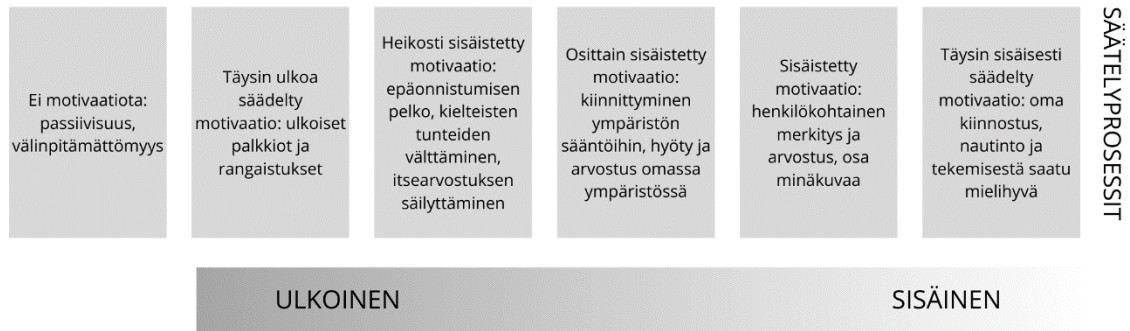 Ei motivaatiota:
passiivisuus,
välinpitämättömyys
Täysin ulkoa
säädelty
motivaatio: ulkoiset
palkkiot ja
rangaistukset
Heikosti sisäistetty
motivaatio:
epäonnistumisen
pelko, kielteisten
tunteiden
välttäminen,
itsearvostuksen
säilyttäminen
Osittain sisäistetty
motivaatio:
kiinnittyminen
ympäristön
sääntöihin, hyöty ja
arvostus omassa
ympäristössä
Sisäistetty
motivaatio:
henkilökohtainen
merkitys ja
arvostus, osa
minäkuvaa
Täysin sisäisesti
säädelty
motivaatio: oma
kiinnostus,
nautinto ja
tekemisestä saatu
mielihyvä
SÄÄTELYPROSESSIT
ULKOINEN
SISÄINEN